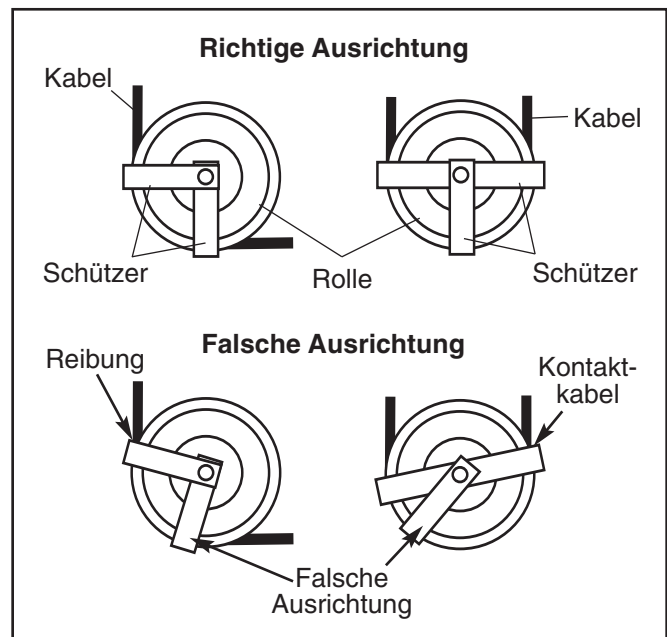 Richtige Ausrichtung
Kabel
Kabel
Schützer
Rolle
Schützer
Falsche Ausrichtung
Reibung
Kontakt-
kabel
Falsche
Ausrichtung